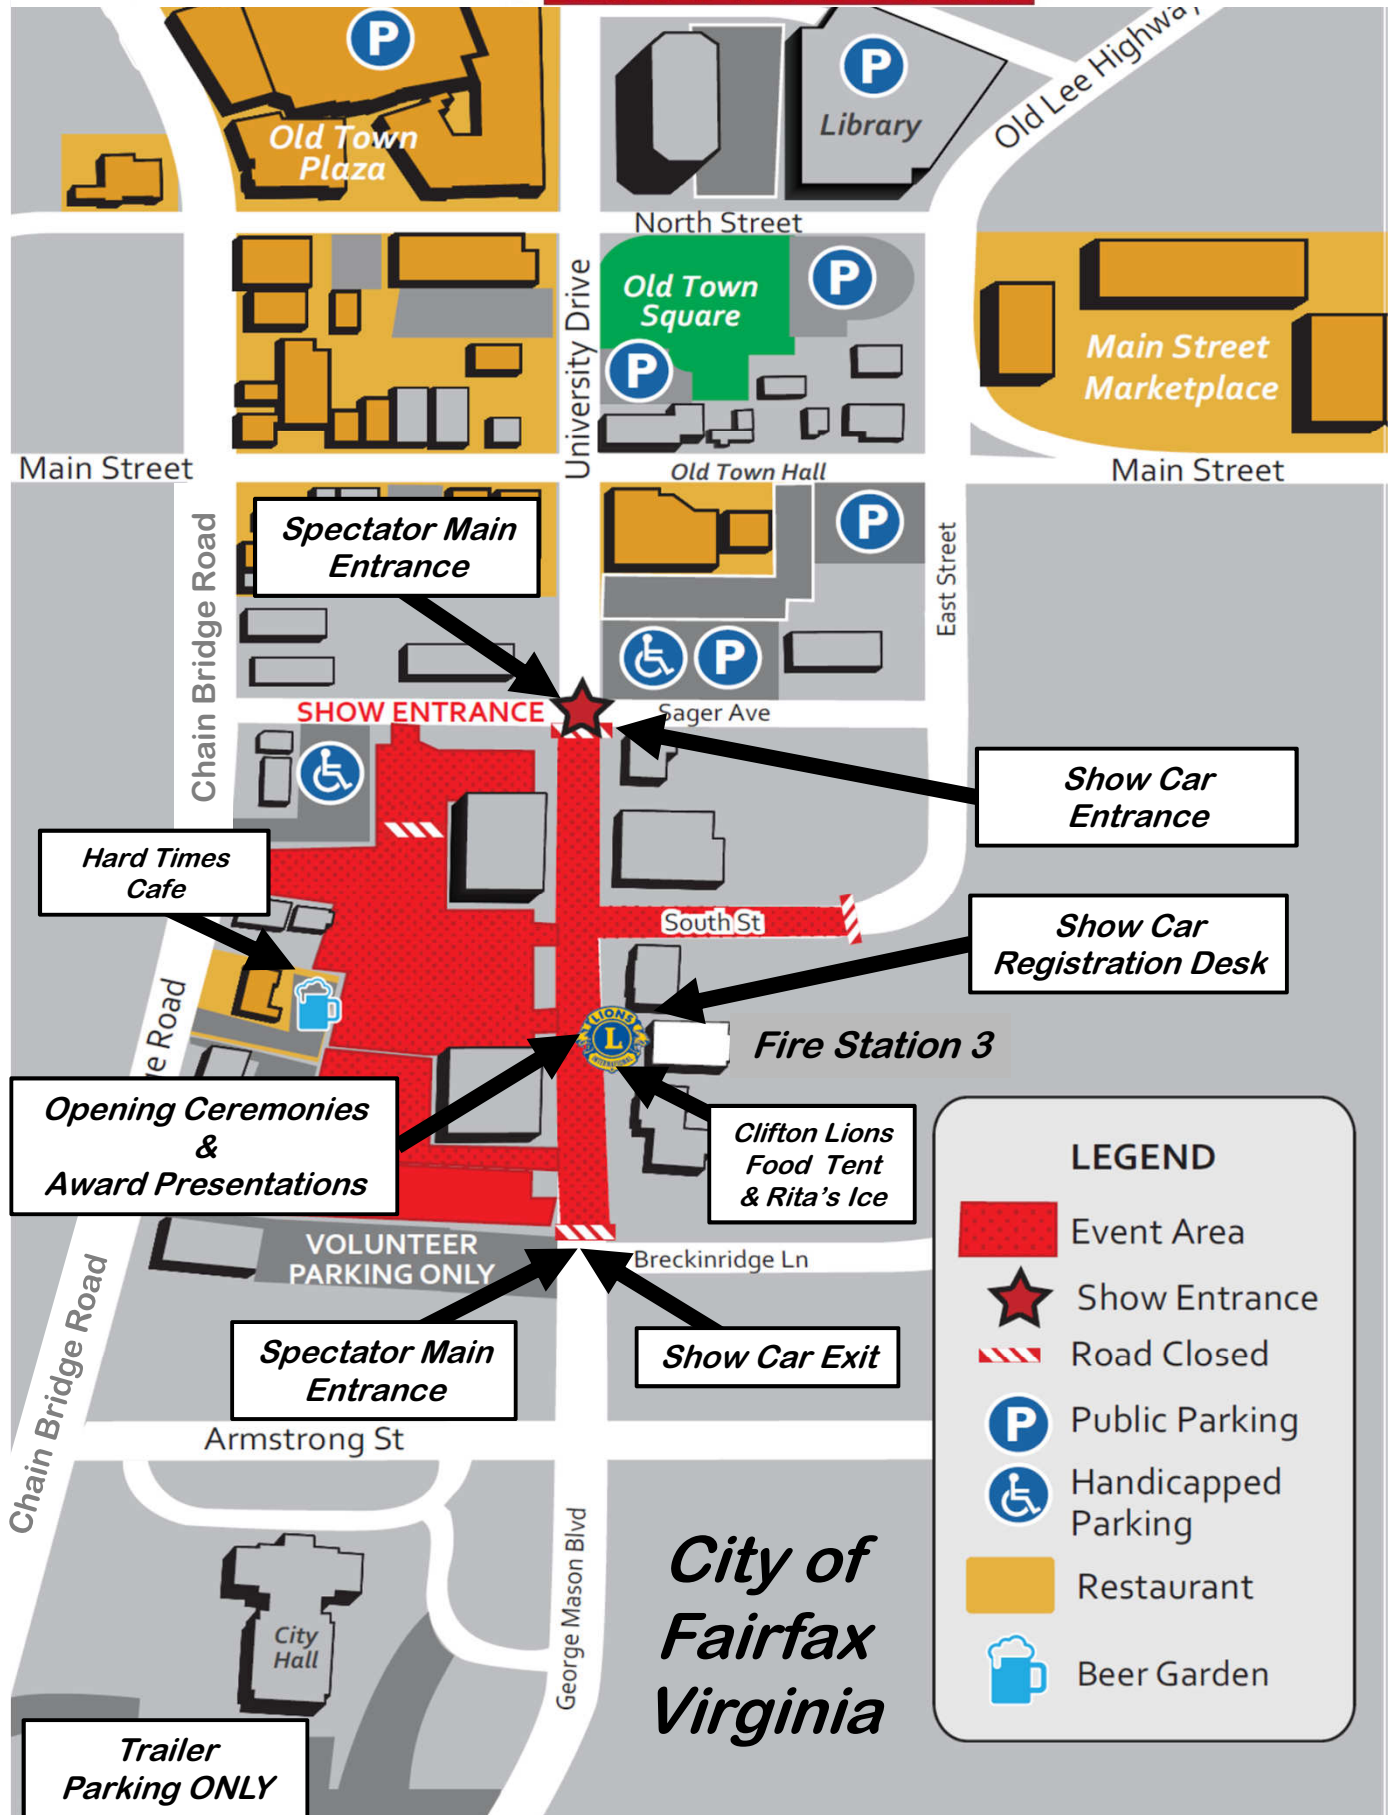 P
P
Old Town
Plaza
Library
Old Lee Highway
North Street
University Drive
Old Town
Square
P
P
Main Street
Marketplace
Main Street
Old Town Hall
Main Street
Chain Bridge Road
Spectator Main
Entrance
P
East Street
P
SHOW ENTRANCE
Sager Ave
Show Car
Entrance
Hard Times
Cafe
South St
Show Car
Registration Desk
ge Road
LIONS
L
INTERNATIONAL
Fire Station 3
Opening Ceremonies
&
Award Presentations
Clifton Lions
Food Tent
& Rita's Ice
VOLUNTEER
PARKING ONLY
Breckinridge Ln
Chain Bridge Road
Spectator Main
Entrance
Show Car Exit
Armstrong St
George Mason Blvd
City
Hall
Trailer
Parking ONLY
City of
Fairfax
Virginia
LEGEND
Event Area
Show Entrance
Road Closed
P
Public Parking
Handicapped
Parking
Restaurant
Beer Garden